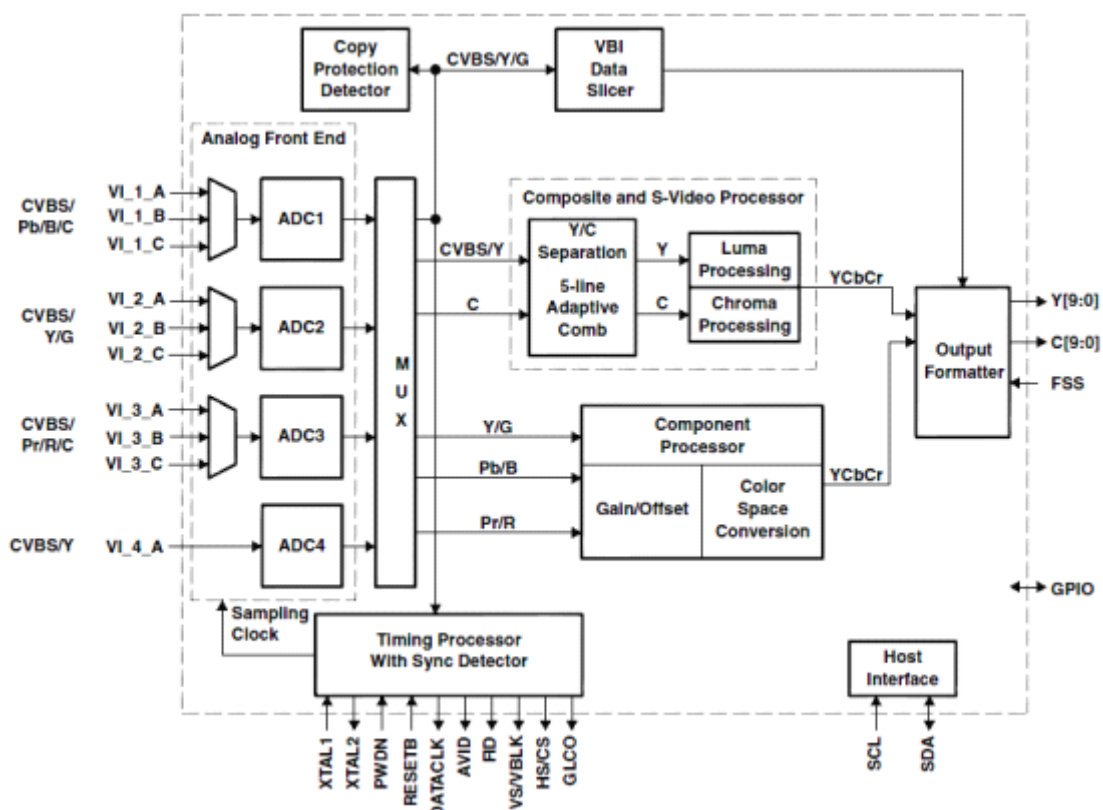 Copy
Protection
Detector
CVBS/Y/G
VBI
Data
Slicer
Analog Front End
CVBS/
Pb/B/C
VI_1_A
VI_1_B
VI_1_C
ADC1
CVBS/
Y/G
VI_2_A
VI_2_B
VI_2_C
ADC2
CVBS/
Pr/R/C
VI_3_A
VI_3_B
VI_3_C
ADC3
CVBS/Y
VI_4_A
ADC4
M
U
X
Composite and S-Video Processor
CVBS/Y
C
Y/C
Separation
5-line
Adaptive
Comb
Y
C
Luma
Processing
Chroma
Processing
YCbCr
Y/G
Pb/B
Pr/R
Component
Processor
Gain/Offset
Color
Space
Conversion
YCbCr
Output
Formatter
Y[9:0]
C[9:0]
FSS
GPIO
Sampling
Clock
Timing Processor
With Sync Detector
Host
Interface
XTAL1
XTAL2
PWDN
RESETB
DATACLK
AVID
FID
VS/VBLK
HS/CS
GLCO
SCL
SDA